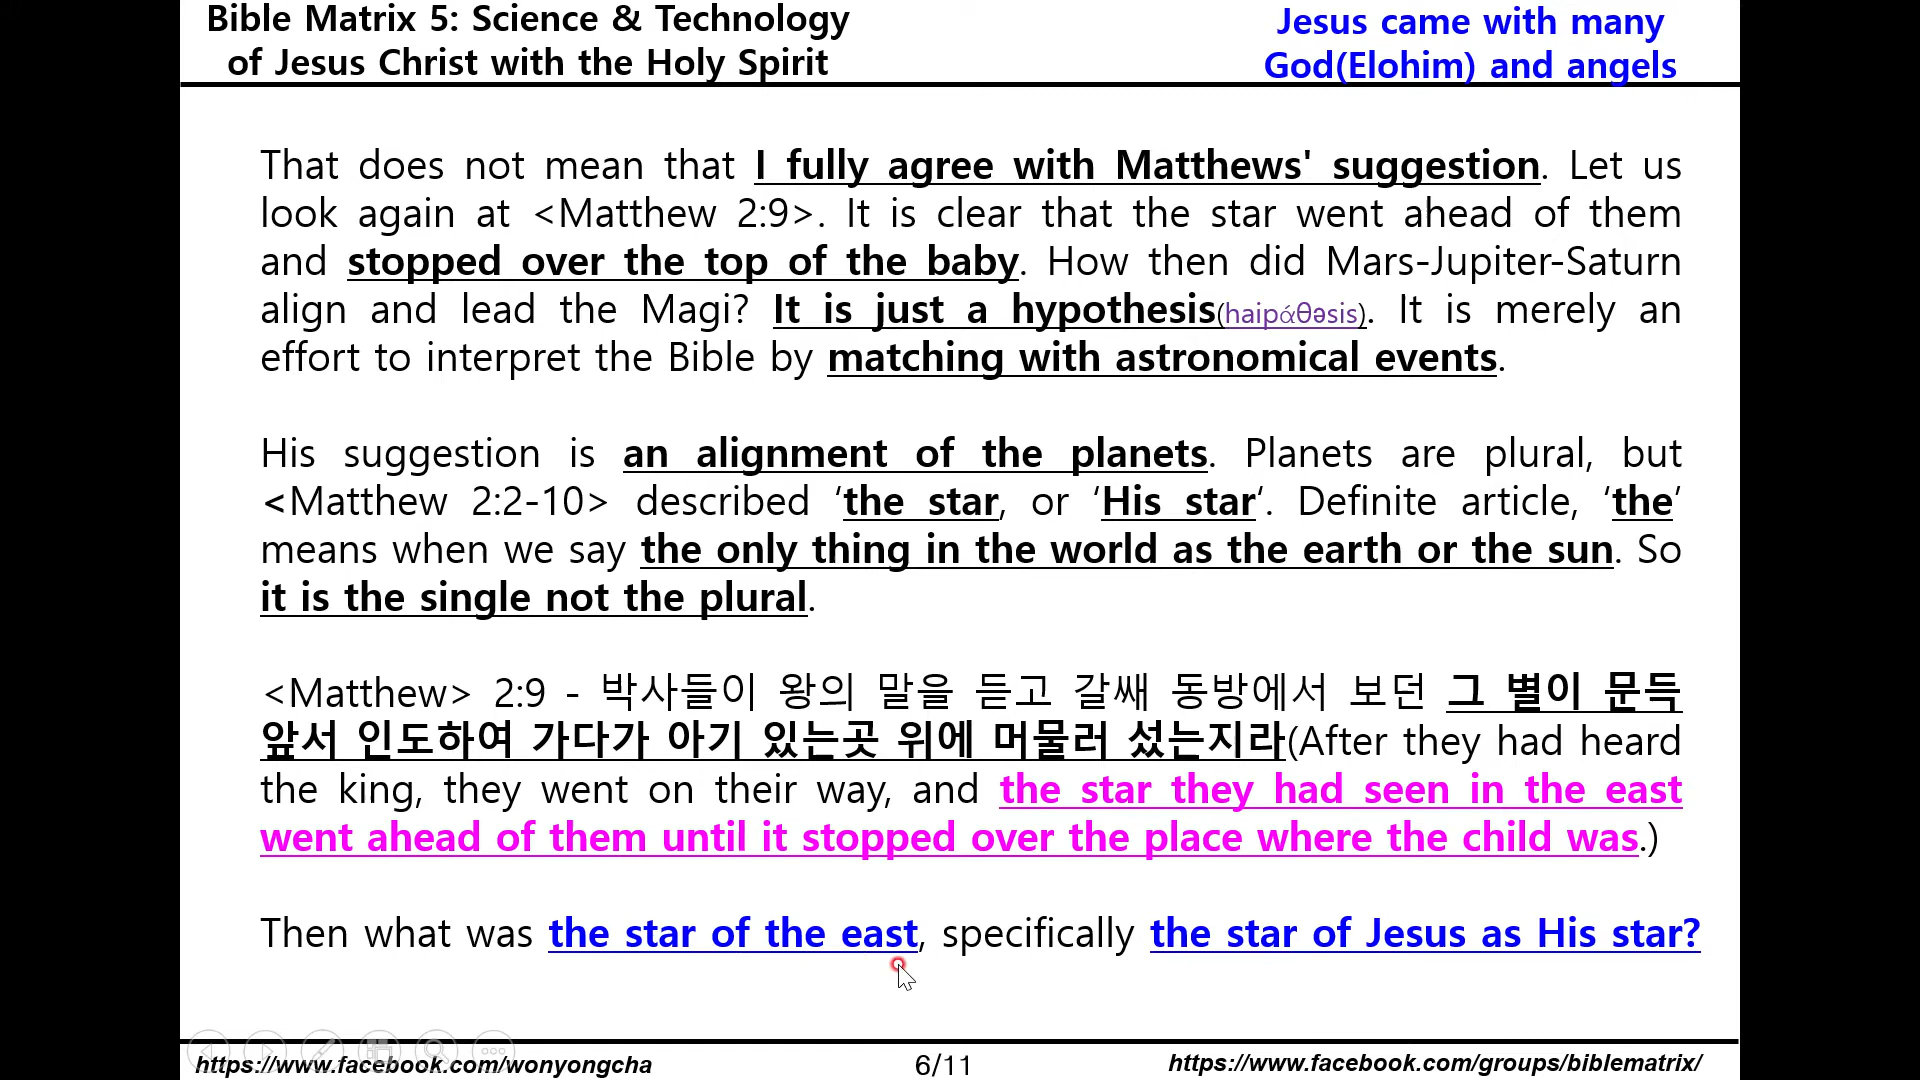 Bible Matrix 5: Science & Technology
of Jesus Christ with the Holy Spirit
Jesus came with many
God(Elohim) and angels
That does not mean that I fully agree with Matthews' suggestion. Let us
look again at <Matthew 2:9>. It is clear that the star went ahead of them
and stopped over the top of the baby. How then did Mars-Jupiter-Saturn
align and lead the Magi? It is just a hypothesis(haipάθəsis). It is merely an
effort to interpret the Bible by matching with astronomical events.
His suggestion is an alignment of the planets. Planets are plural, but
<Matthew 2:2-10> described ‘the star, or ‘His star‘. Definite article, ‘the’
means when we say the only thing in the world as the earth or the sun. So
it is the single not the plural.
<Matthew> 2:9 - 박사들이 왕의 말을 듣고 갈쌔 동방에서 보던 그 별이 문득
앞서 인도하여 가다가 아기 있는곳 위에 머물러 섰는지라(After they had heard
the king, they went on their way, and the star they had seen in the east
went ahead of them until it stopped over the place where the child was.)
Then what was the star of the east, specifically the star of Jesus as His star?
https://www.facebook.com/wonyongcha
6/11
https://www.facebook.com/groups/biblematrix/